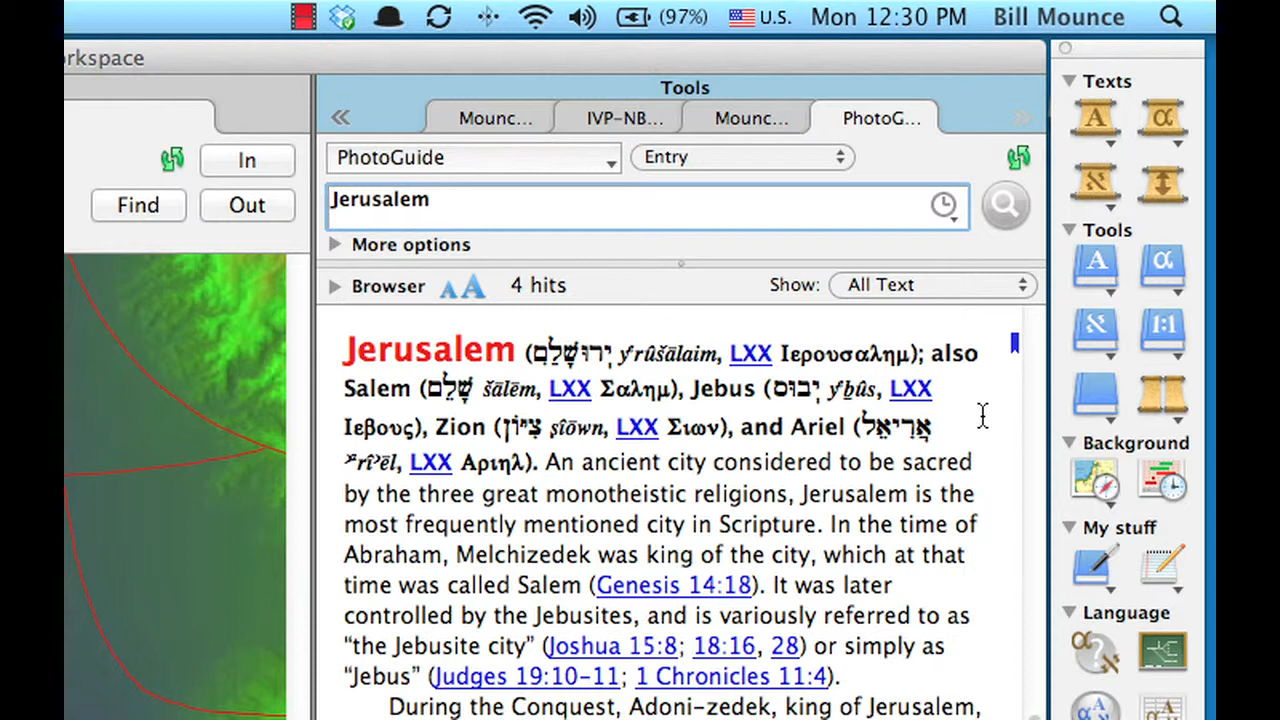 (97%) U.S. Mon 12:30 PM Bill Mounce
rkspace
Tools
Mounc... IVP-NB... Mounc... PhotoG...
In
PhotoGuide Entry
Find Out
Jerusalem
More options
Browser A A 4 hits Show: All Text
Jerusalem (יְרוּשָׁלַםִ yᵉrûšālaim, LXX Ιερουσαλημ); also
Salem (שָׁלֵם šālēm, LXX Σαλημ), Jebus (יְבוּס yᵉḇûs, LXX
Ιεβους), Zion (צִיּוֹן ṣîōwn, LXX Σιων), and Ariel (אֲרִיאֵל
ʾᵃrîʾēl, LXX Αριηλ). An ancient city considered to be sacred
by the three great monotheistic religions, Jerusalem is the
most frequently mentioned city in Scripture. In the time of
Abraham, Melchizedek was king of the city, which at that
time was called Salem (Genesis 14:18). It was later
controlled by the Jebusites, and is variously referred to as
“the Jebusite city” (Joshua 15:8; 18:16, 28) or simply as
“Jebus” (Judges 19:10–11; 1 Chronicles 11:4).
During the Conquest, Adoni-zedek, king of Jerusalem,
Texts
A α
א
Tools
A α
א 1:1
Background
My stuff
Language
α א